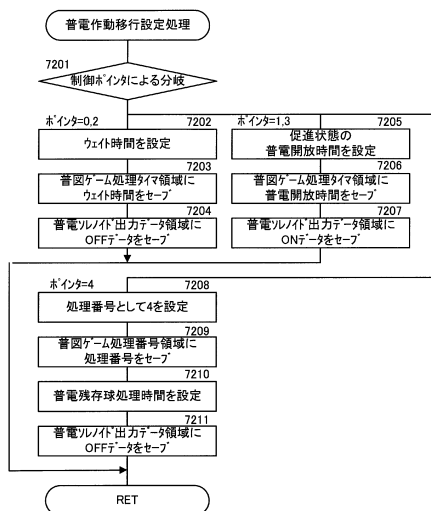 普電作動移行設定処理
7201
制御ﾎﾟｲﾝﾀによる分岐
ﾎﾟｲﾝﾀ=0,2
7202
ｳｪｲﾄ時間を設定
7203
普図ｹﾞｰﾑ処理ﾀｲﾏ領域に
ｳｪｲﾄ時間をｾｰﾌﾞ
7204
普電ｿﾚﾉｲﾄﾞ出力ﾃﾞｰﾀ領域に
OFFﾃﾞｰﾀをｾｰﾌﾞ
ﾎﾟｲﾝﾀ=1,3
7205
促進状態の
普電開放時間を設定
7206
普図ｹﾞｰﾑ処理ﾀｲﾏ領域に
普電開放時間をｾｰﾌﾞ
7207
普電ｿﾚﾉｲﾄﾞ出力ﾃﾞｰﾀ領域に
ONﾃﾞｰﾀをｾｰﾌﾞ
ﾎﾟｲﾝﾀ=4
7208
処理番号として4を設定
7209
普図ｹﾞｰﾑ処理番号領域に
処理番号をｾｰﾌﾞ
7210
普電残存球処理時間を設定
7211
普電ｿﾚﾉｲﾄﾞ出力ﾃﾞｰﾀ領域に
OFFﾃﾞｰﾀをｾｰﾌﾞ
RET